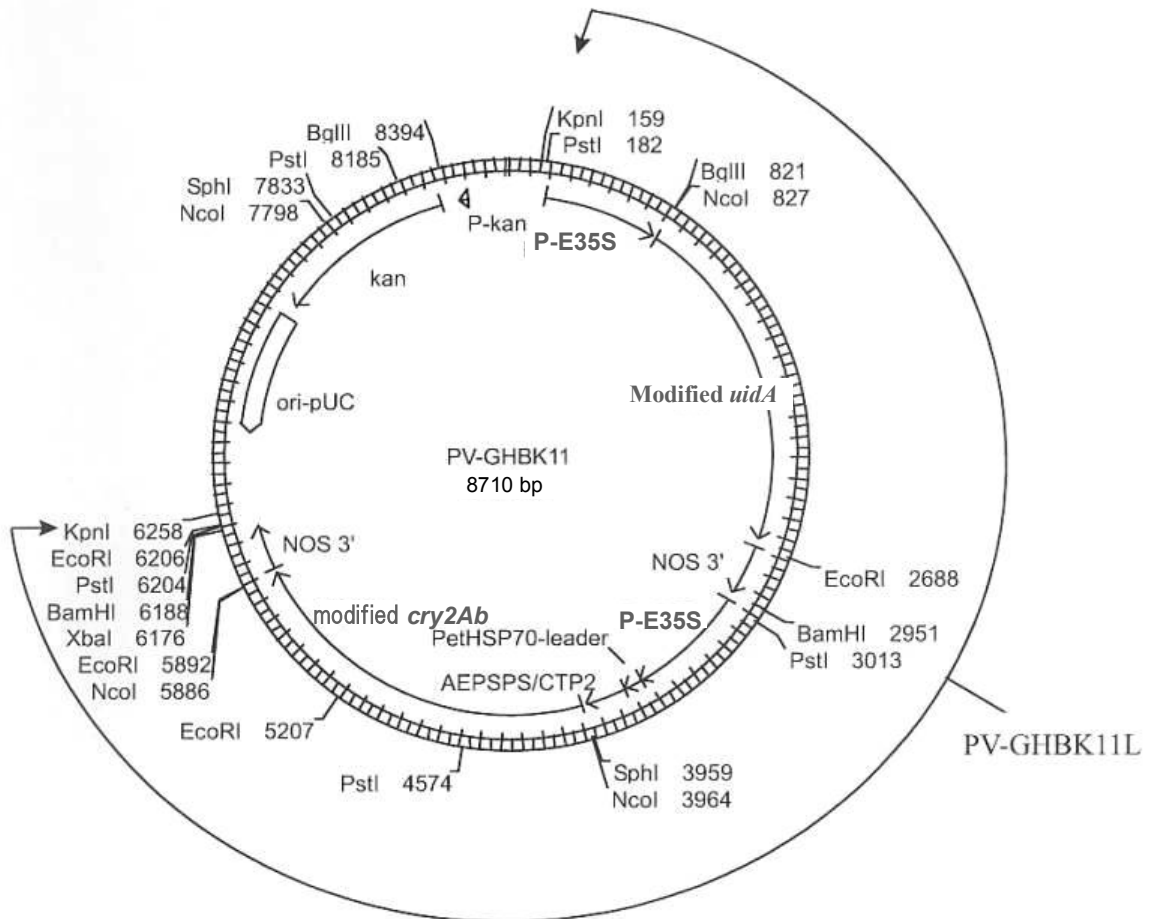 BglII 8394
PstI 8185
SphI 7833
NcoI 7798
KpnI 159
PstI 182
BglII 821
NcoI 827
P-kan
P-E35S
kan
ori-pUC
Modified uidA
PV-GHBK11
8710 bp
KpnI 6258
EcoRI 6206
PstI 6204
BamHI 6188
XbaI 6176
EcoRI 5892
NcoI 5886
EcoRI 5207
PstI 4574
NOS 3'
modified cry2Ab
NOS 3'
P-E35S
PetHSP70-leader
AEPSPS/CTP2
EcoRI 2688
BamHI 2951
PstI 3013
SphI 3959
NcoI 3964
PV-GHBK11L